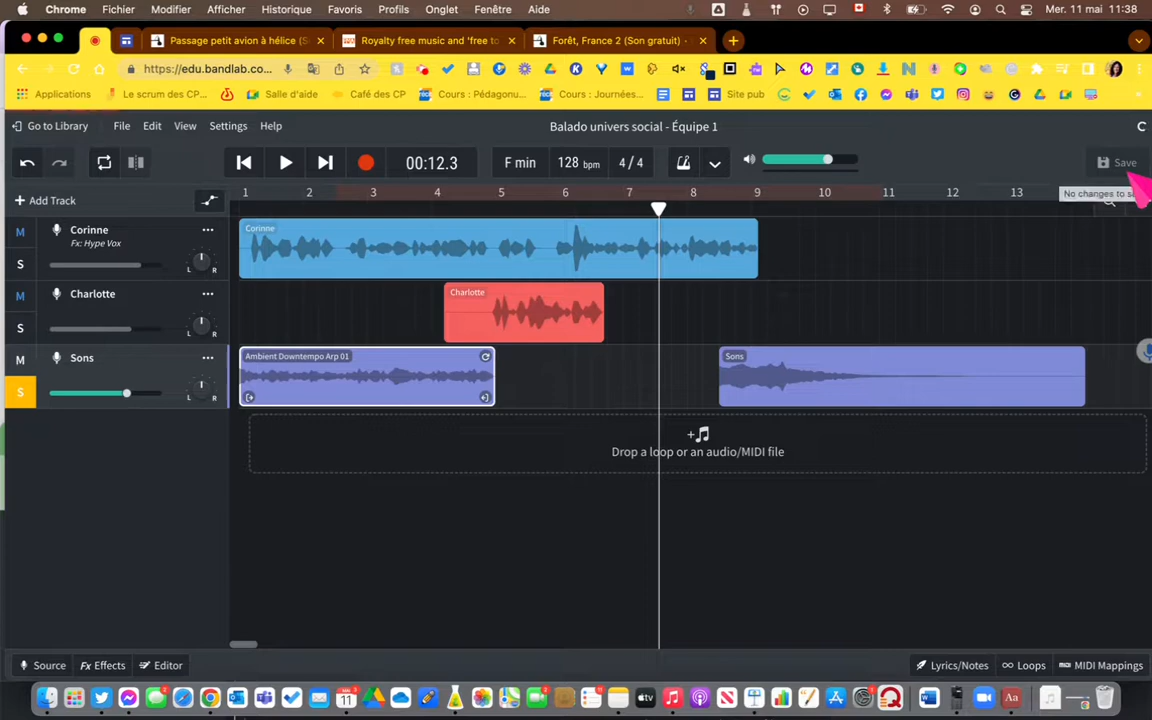 Chrome Fichier Modifier Afficher Historique Favoris Profils Onglet Fenêtre Aide Mer. 11 mai 11:38
Passage petit avion à hélice (S Royalty free music and 'free to Forêt, France 2 (Son gratuit)
https://edu.bandlab.co...
Applications Le scrum des CP... Salle d'aide Café des CP Cours : Pédagonu... Cours : Journées... Site pub
Go to Library File Edit View Settings Help Balado univers social - Équipe 1
00:12.3 F min 128 bpm 4/4 Save
No changes to s
Add Track 1 2 3 4 5 6 7 8 9 10 11 12 13
M Corinne Corinne
Fx: Hype Vox
S L R
M Charlotte Charlotte
S L R
M Sons Ambient Downtempo Arp 01 Sons
S L R
Drop a loop or an audio/MIDI file
Source Fx Effects Editor Lyrics/Notes Loops MIDI Mappings